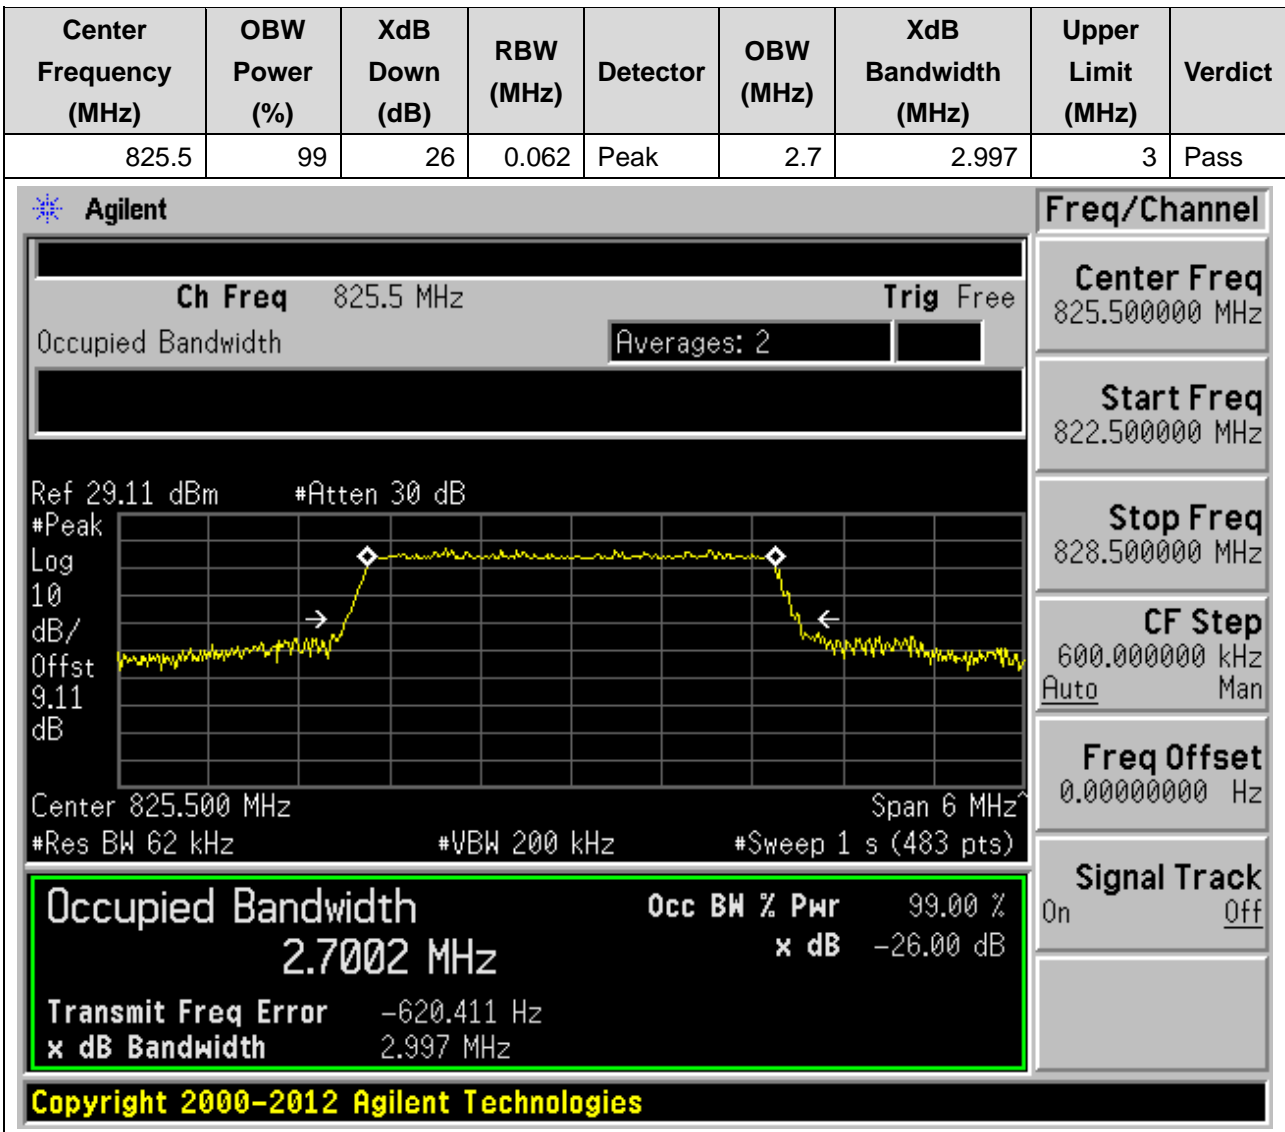 Center Frequency (MHz) OBW Power (%) XdB Down (dB) RBW (MHz) Detector OBW (MHz) XdB Bandwidth (MHz) Upper Limit (MHz) Verdict
825.5 99 26 0.062 Peak 2.7 2.997 3 Pass
Agilent
Freq/Channel
Ch Freq 825.5 MHz Trig Free
Occupied Bandwidth Averages: 2
Center Freq
825.500000 MHz
Start Freq
822.500000 MHz
Stop Freq
828.500000 MHz
CF Step
600.000000 kHz
Auto Man
Freq Offset
0.00000000 Hz
Signal Track
On Off
Ref 29.11 dBm #Atten 30 dB
#Peak
Log
10
dB/
Offst
9.11
dB
Center 825.500 MHz Span 6 MHz^
#Res BW 62 kHz #VBW 200 kHz #Sweep 1 s (483 pts)
Occupied Bandwidth
2.7002 MHz
Occ BW % Pwr 99.00 %
x dB -26.00 dB
Transmit Freq Error -620.411 Hz
x dB Bandwidth 2.997 MHz
Copyright 2000-2012 Agilent Technologies